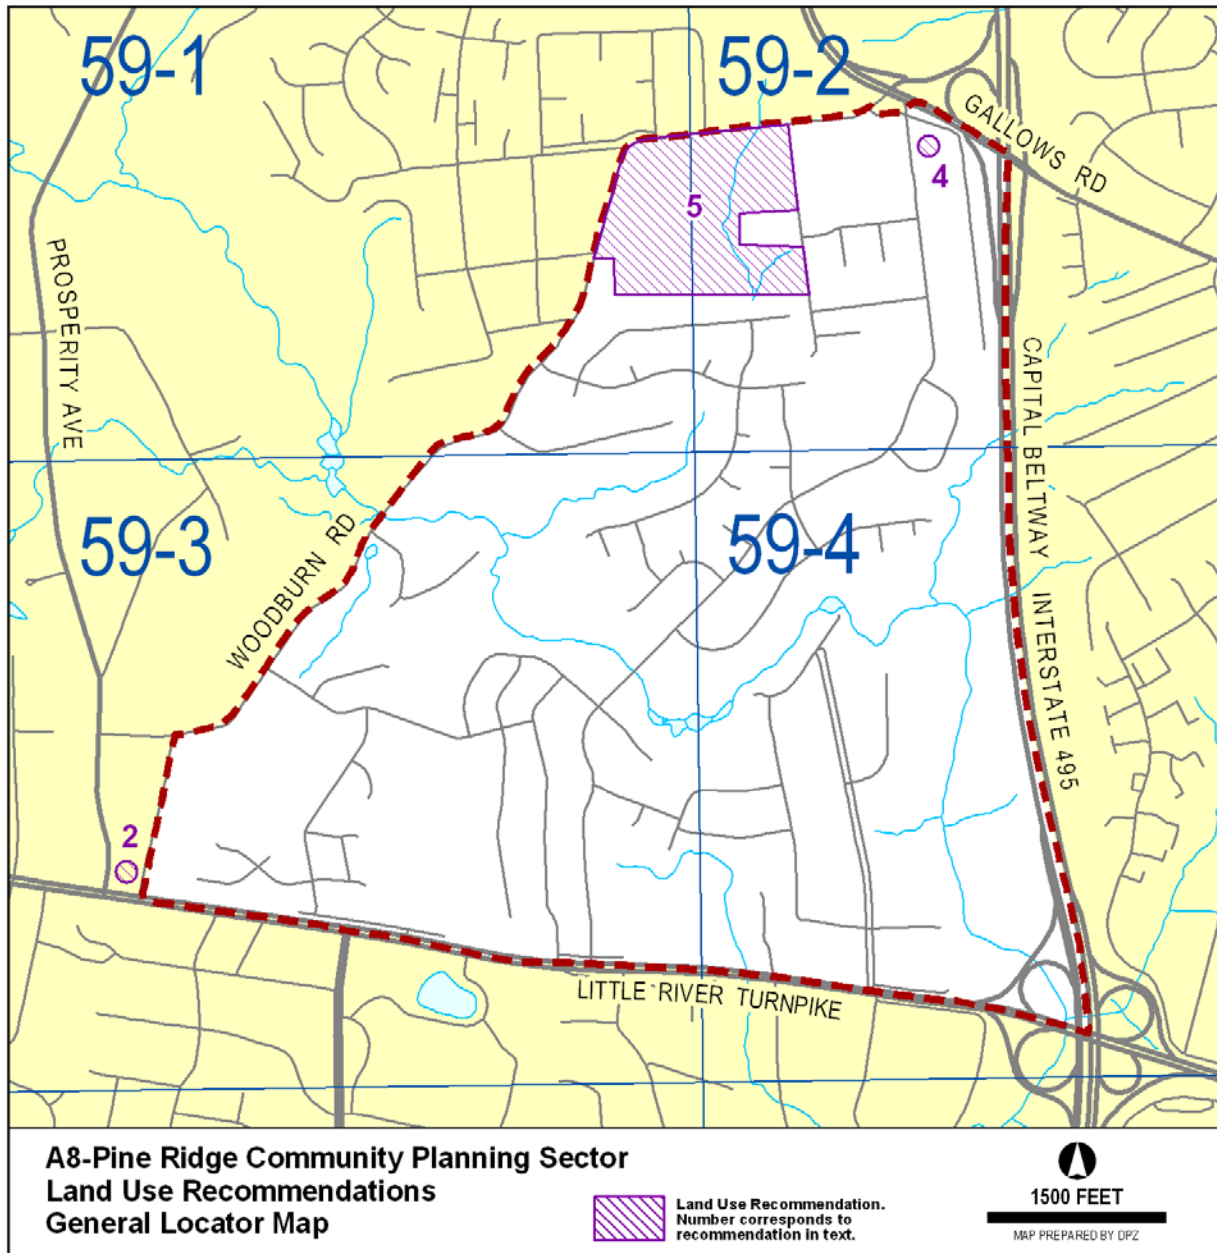 59-1
59-2
GALLOWS RD
4
5
PROSPERITY AVE
CAPITAL BELTWAY INTERSTATE 495
59-3
59-4
WOODBURN RD
2
LITTLE RIVER TURNPIKE
A8-Pine Ridge Community Planning Sector
Land Use Recommendations
General Locator Map
Land Use Recommendation.
Number corresponds to
recommendation in text.
1500 FEET
MAP PREPARED BY DPZ